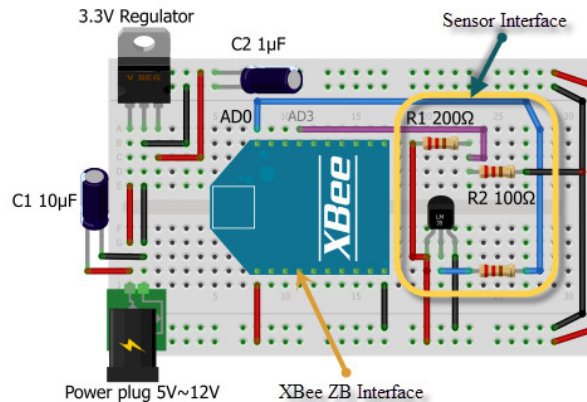 Sensor Interface
3.3V Regulator
C2 1µF
V REG
AD0
AD3
R1 200Ω
XBee
R2 100Ω
C1 10µF
LM
35
XBee ZB Interface
Power plug 5V~12V